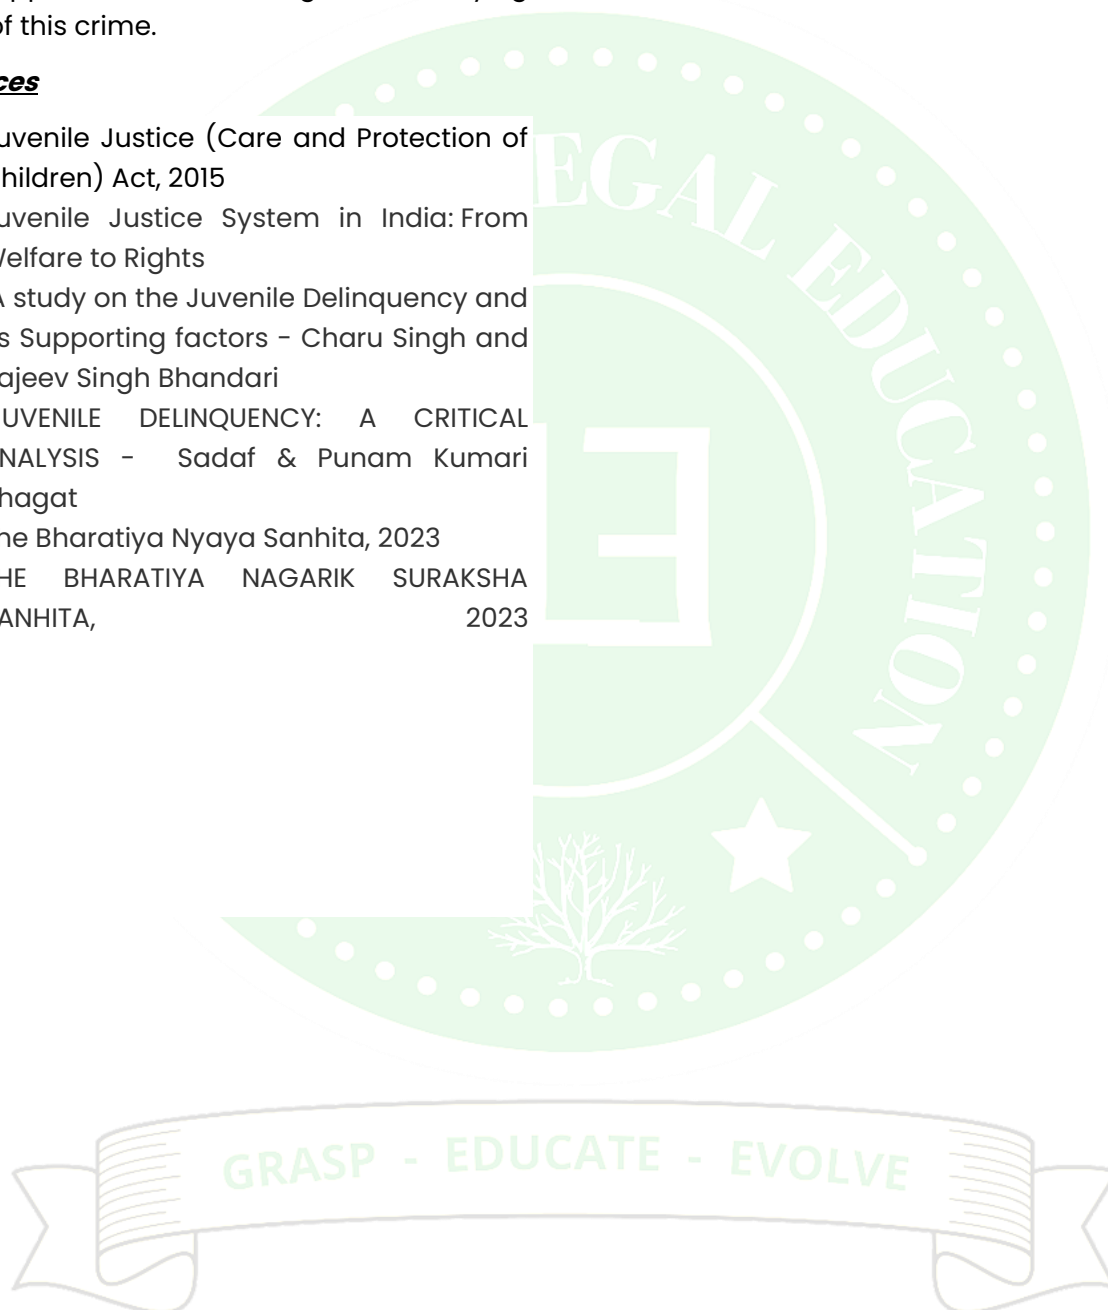 of this crime.
ces
uvenile Justice (Care and Protection of
hildren) Act, 2015
uvenile Justice System in India: From
Welfare to Rights
A study on the Juvenile Delinquency and
s Supporting factors - Charu Singh and
ajeev Singh Bhandari
UVENILE DELINQUENCY: A CRITICAL
NALYSIS - Sadaf & Punam Kumari
hagat
he Bharatiya Nyaya Sanhita, 2023
HE BHARATIYA NAGARIK SURAKSHA
ANHITA, 2023
EGAL EDUCATION
E
GRASP - EDUCATE - EVOLVE